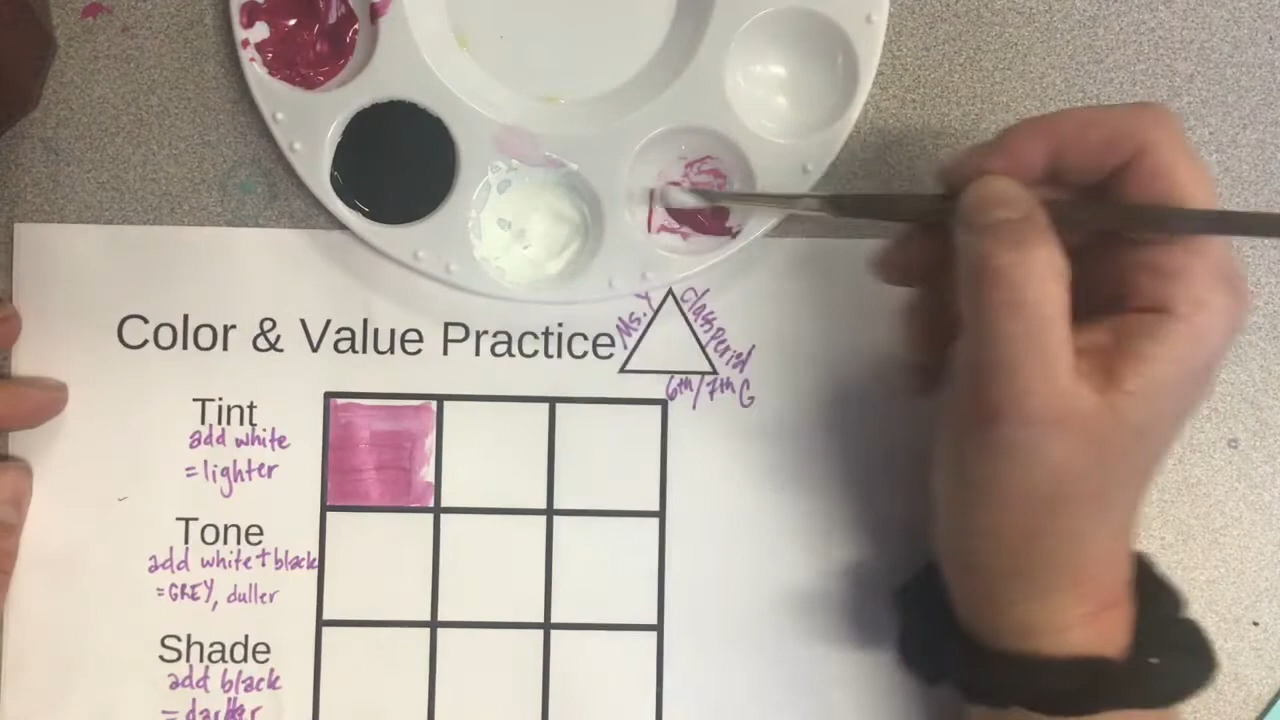 Color & Value Practice
Ms. Y
Class Period
6th/7th G
Tint
add white
=lighter
Tone
add white + black
=GREY, duller
Shade
add black
=darker